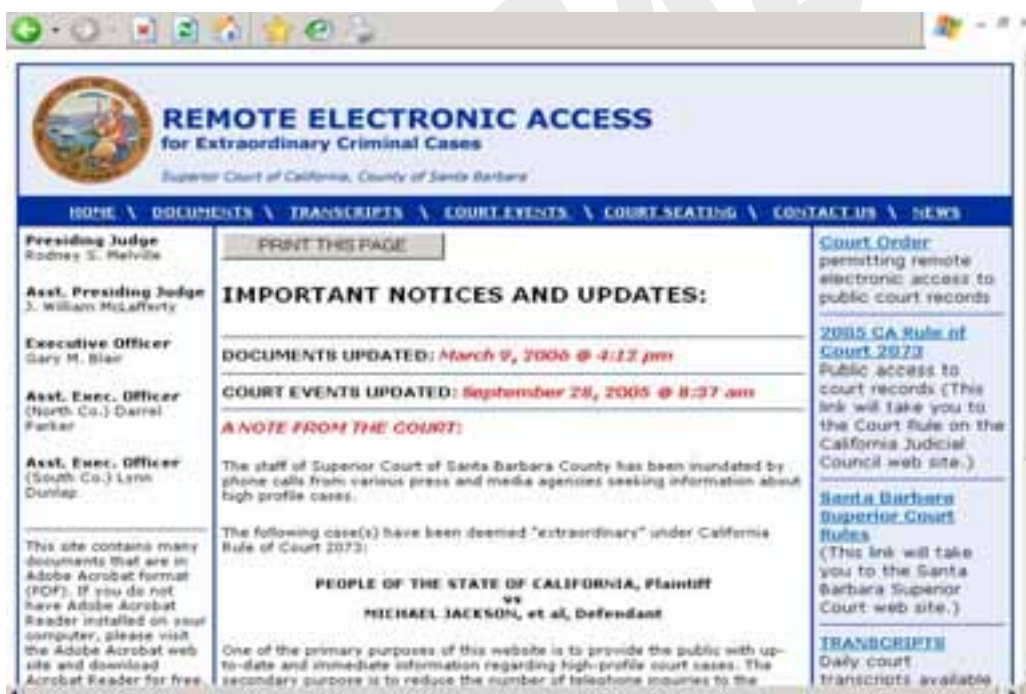 REMOTE ELECTRONIC ACCESS
for Extraordinary Criminal Cases
Superior Court of California, County of Santa Barbara
HOME \ DOCUMENTS \ TRANSCRIPTS \ COURT EVENTS \ COURT SEATING \ CONTACT US \ NEWS
Presiding Judge
Rodney S. Melville
Asst. Presiding Judge
J. William McLafferty
Executive Officer
Gary M. Blair
Asst. Exec. Officer
(North Co.) Darrel
Parker
Asst. Exec. Officer
(South Co.) Lynn
Dunlap
This site contains many
documents that are in
Adobe Acrobat format
(PDF). If you do not
have Adobe Acrobat
Reader installed on your
computer, please visit
the Adobe Acrobat web
site and download
Acrobat Reader for free
PRINT THIS PAGE
IMPORTANT NOTICES AND UPDATES:
DOCUMENTS UPDATED: March 9, 2006 @ 4:12 pm
COURT EVENTS UPDATED: September 28, 2005 @ 8:37 am
A NOTE FROM THE COURT:
The staff of Superior Court of Santa Barbara County has been inundated by
phone calls from various press and media agencies seeking information about
high profile cases.
The following case(s) have been deemed "extraordinary" under California
Rule of Court 2073:
PEOPLE OF THE STATE OF CALIFORNIA, Plaintiff
vs
MICHAEL JACKSON, et al, Defendant
One of the primary purposes of this website is to provide the public with up-
to-date and immediate information regarding high-profile court cases. The
secondary purpose is to reduce the number of telephone inquiries to the
Court Order
permitting remote
electronic access to
public court records
2005 CA Rule of
Court 2073
Public access to
court records (This
link will take you to
the Court Rule on the
California Judicial
Council web site.)
Santa Barbara
Superior Court
Rules
(This link will take
you to the Santa
Barbara Superior
Court web site.)
TRANSCRIPTS
Daily court
transcripts available